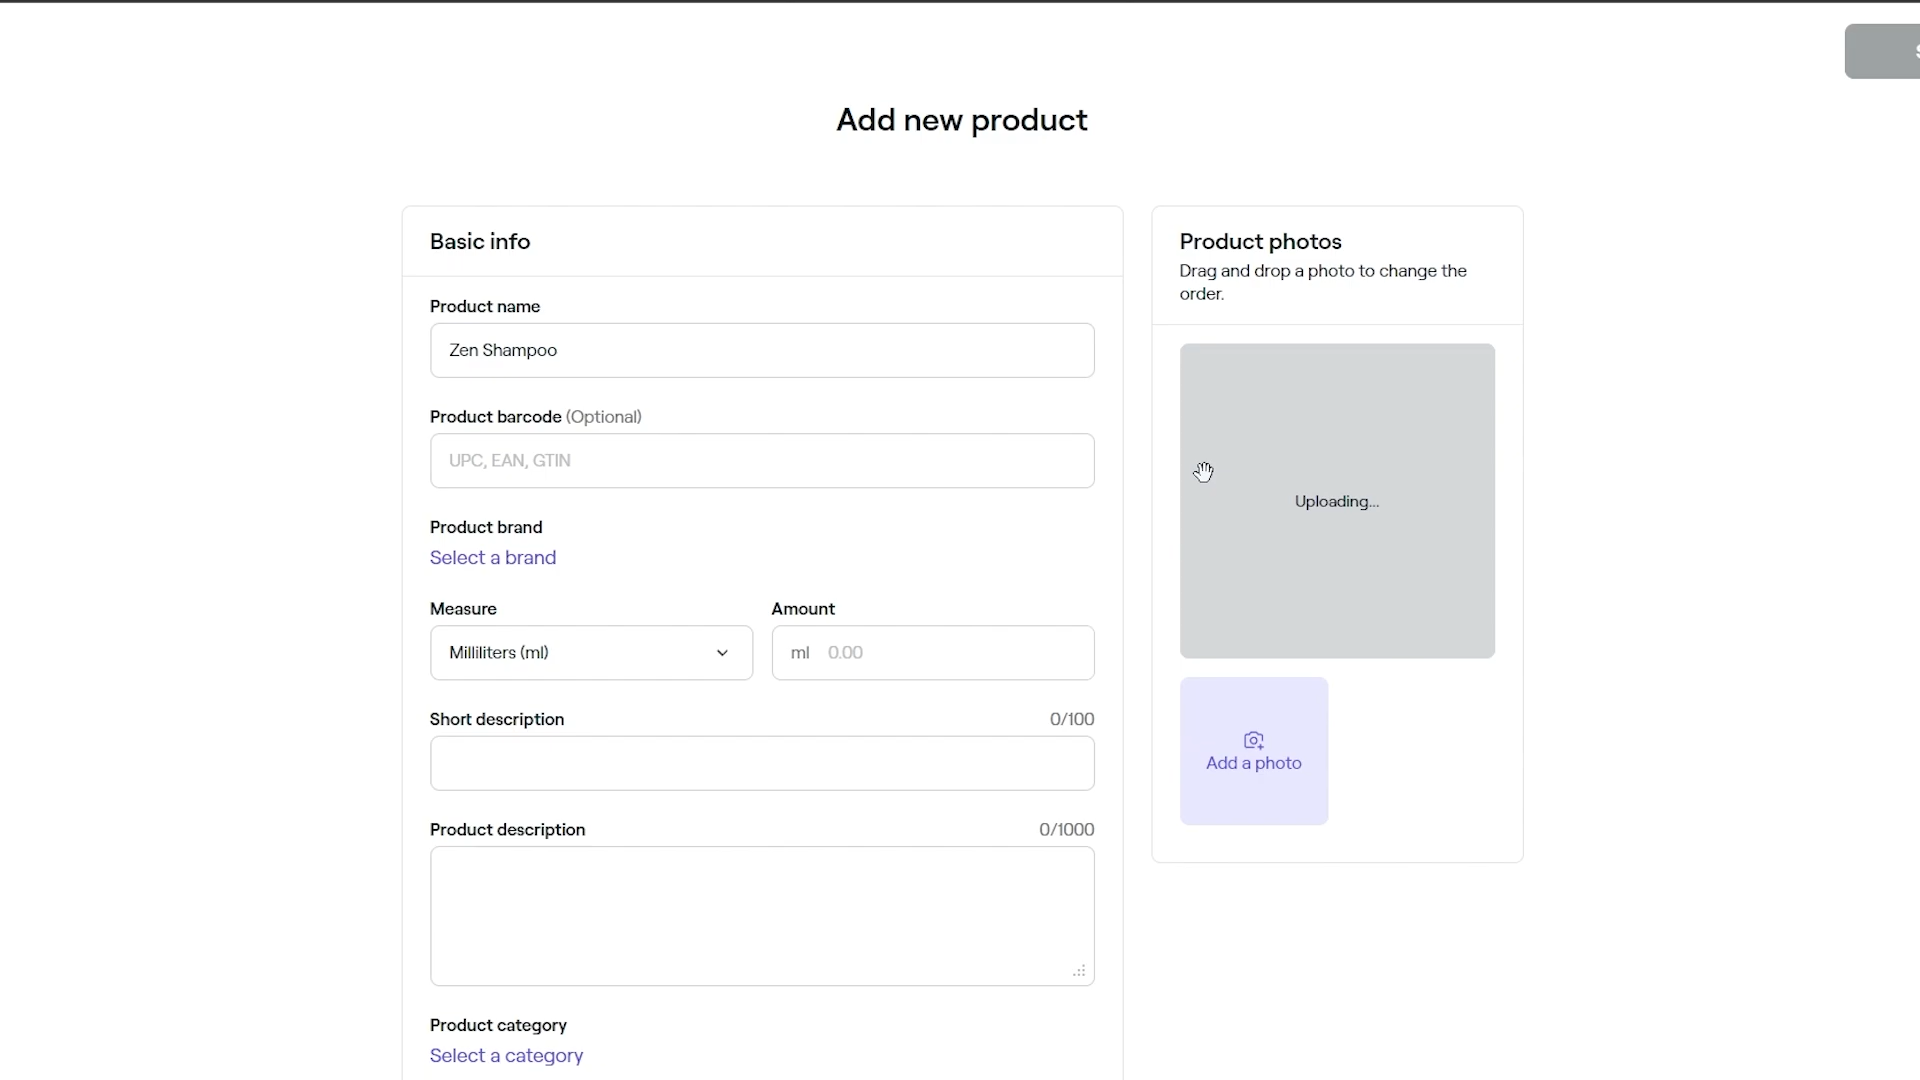 Add new product
Basic info
Product name
Zen Shampoo
Product barcode (Optional)
UPC, EAN, GTIN
Product brand
Select a brand
Measure
Amount
Milliliters (ml)
ml 0.00
Short description
0/100
Product description
0/1000
Product category
Select a category
Product photos
Drag and drop a photo to change the
order.
Uploading...
Add a photo